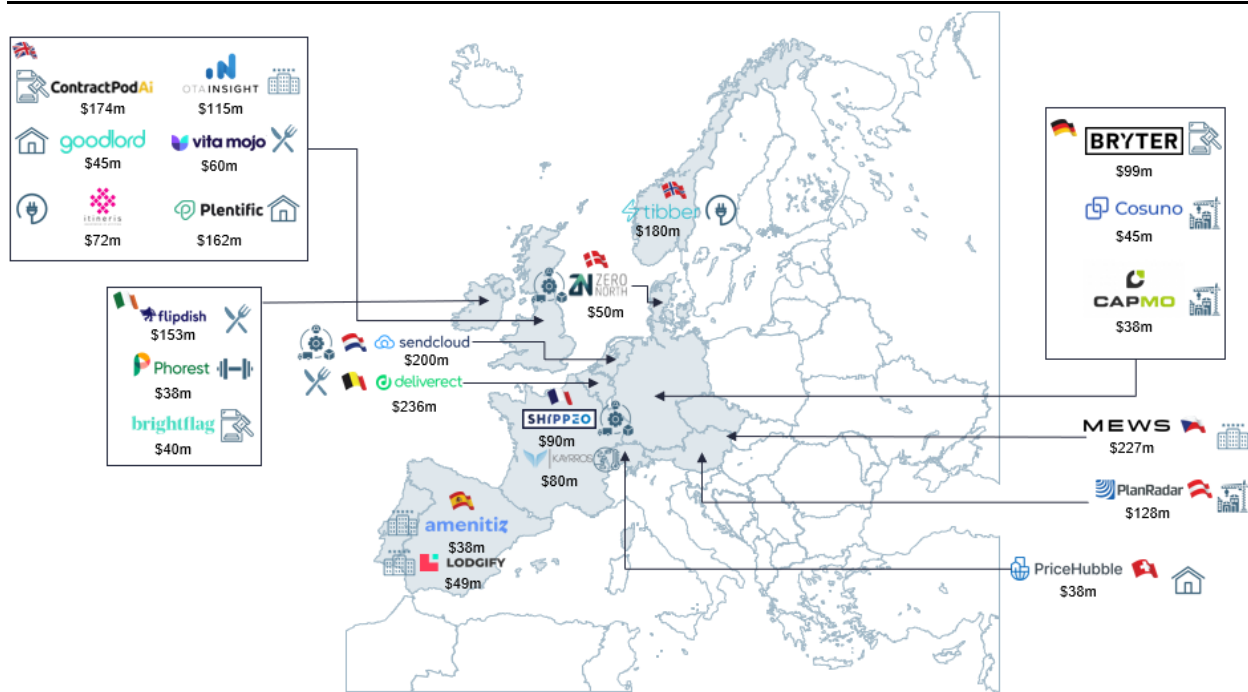 ContractPodAi
$174m
OTAINSIGHT
$115m
goodlord
$45m
vita mojo
$60m
itineris
$72m
Plentific
$162m
flipdish
$153m
Phorest
$38m
brightflag
$40m
tibber
$180m
ZN ZERO
NORTH
$50m
sendcloud
$200m
deliverect
$236m
SHIPPEO
$90m
KAYRROS
$80m
amenitiz
$38m
LODGIFY
$49m
BRYTER
$99m
Cosuno
$45m
CAPMO
$38m
MEWS
$227m
PlanRadar
$128m
PriceHubble
$38m